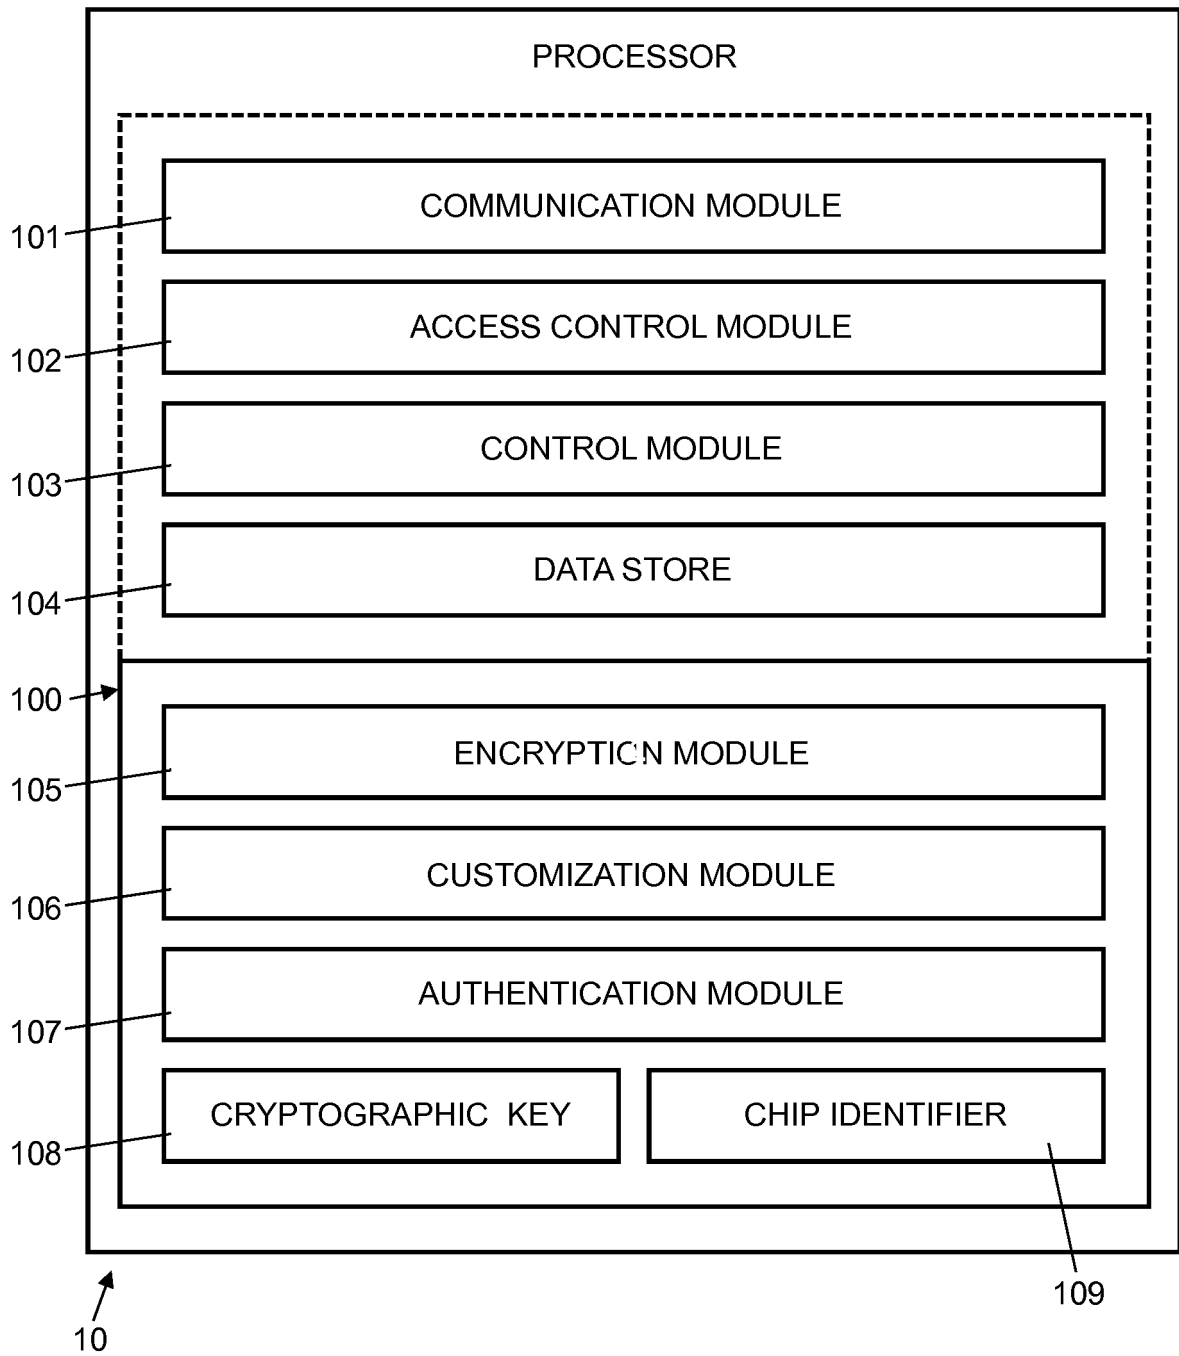 PROCESSOR
COMMUNICATION MODULE
101
ACCESS CONTROL MODULE
102
CONTROL MODULE
103
DATA STORE
104
100
ENCRYPTION MODULE
105
CUSTOMIZATION MODULE
106
AUTHENTICATION MODULE
107
CRYPTOGRAPHIC KEY
CHIP IDENTIFIER
108
109
10